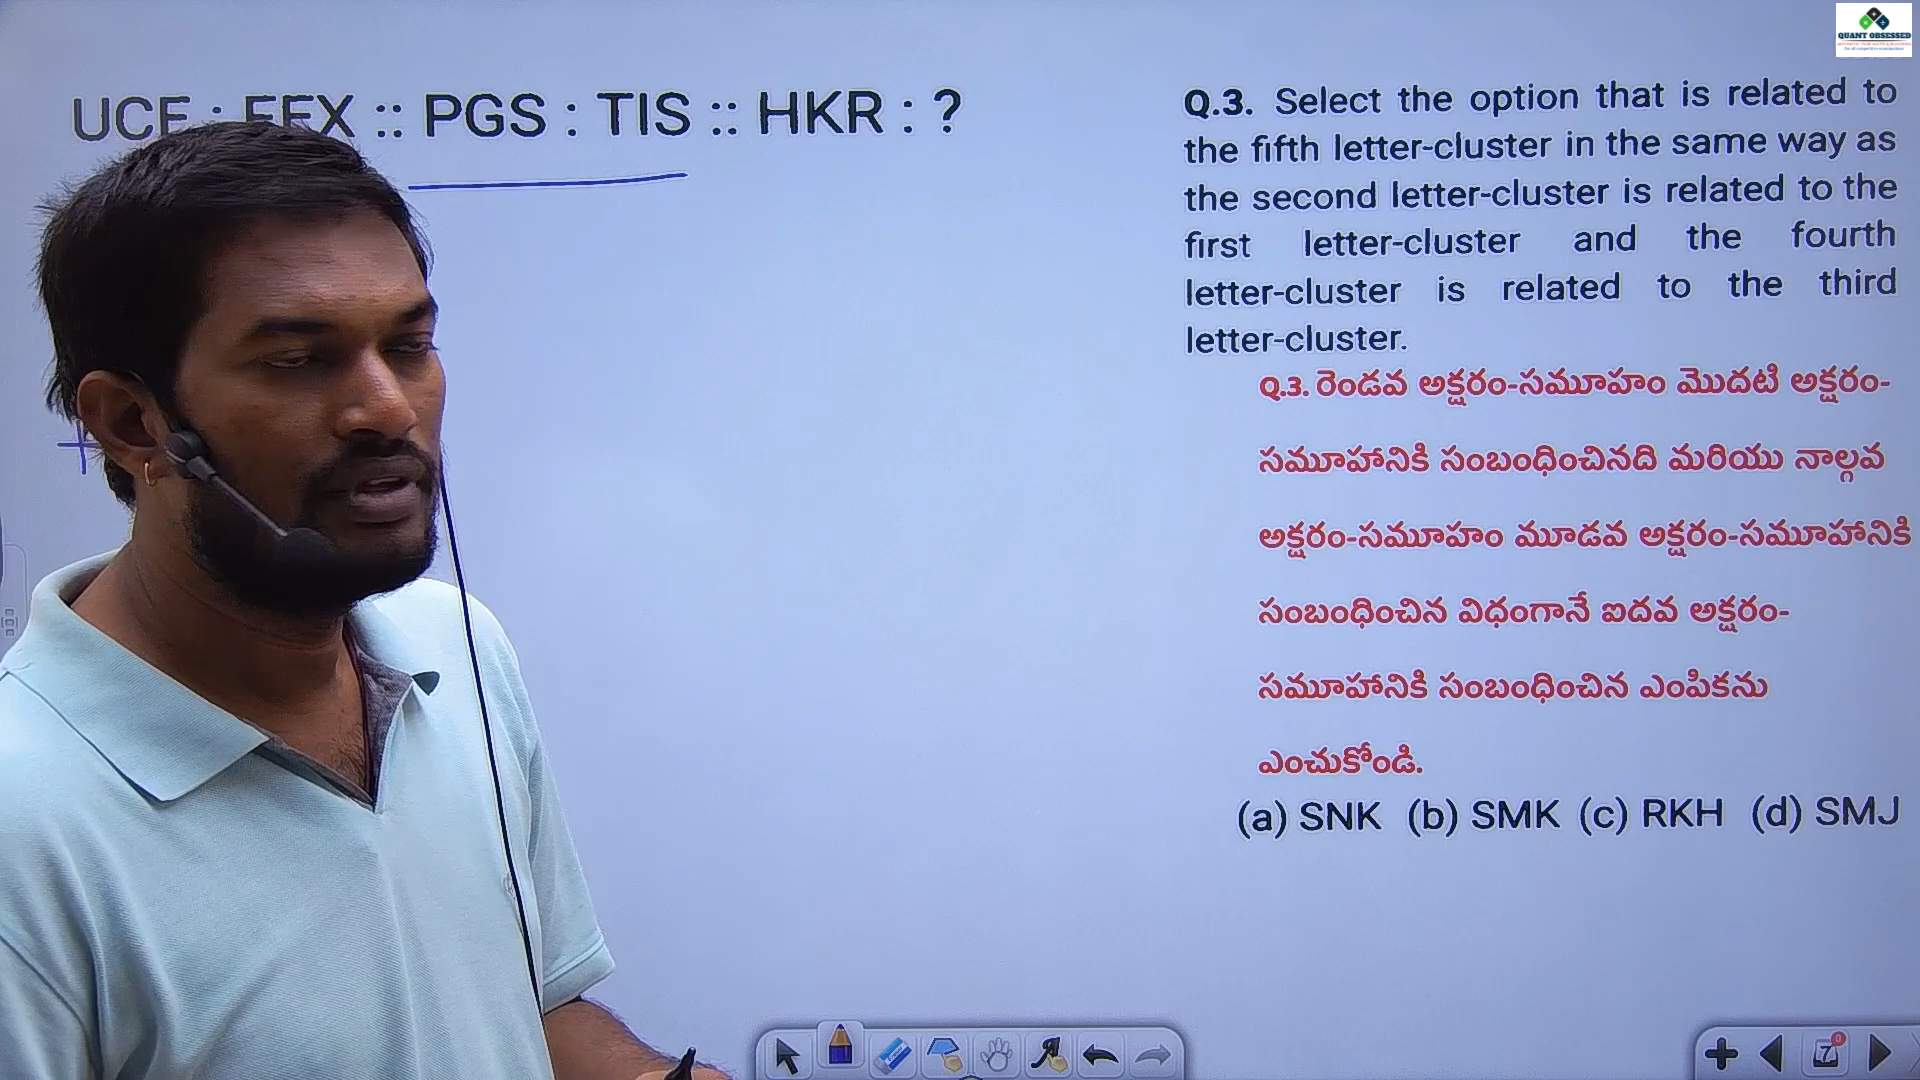 QUANT OBSESSED
PGS : TIS :: HKR : ?
Q.3. Select the option that is related to
the fifth letter-cluster in the same way as
the second letter-cluster is related to the
first letter-cluster and the fourth
letter-cluster is related to the third
letter-cluster.
Q.3. రెండవ అక్షరం-సమూహం మొదటి అక్షరం-
సమూహానికి సంబంధించినది మరియు నాల్గవ
అక్షరం-సమూహం మూడవ అక్షరం-సమూహానికి
సంబంధించిన విధంగానే ఐదవ అక్షరం-
సమూహానికి సంబంధించిన ఎంపికను
ఎంచుకోండి.
(a) SNK (b) SMK (c) RKH (d) SMJ
7
0